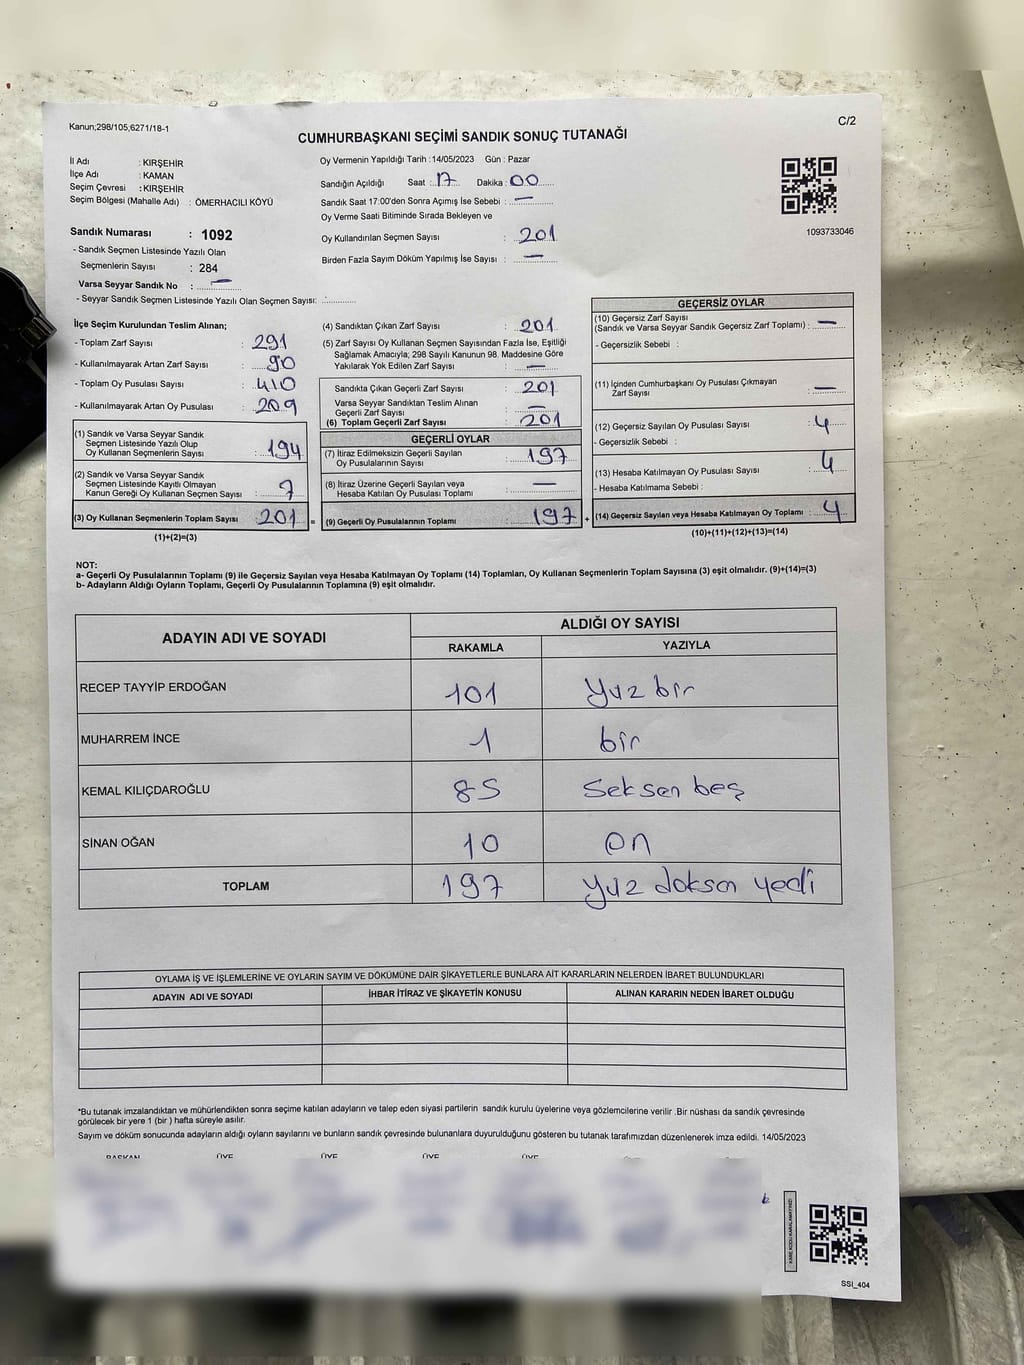 Kanun;298/105;6271/18-1
C/2
CUMHURBAŞKANI SEÇİMİ SANDIK SONUÇ TUTANAĞI
İl Adı : KIRŞEHİR
İlçe Adı : KAMAN
Seçim Çevresi : KIRŞEHİR
Seçim Bölgesi (Mahalle Adı) : ÖMERHACILI KÖYÜ
Sandık Numarası : 1092
- Sandık Seçmen Listesinde Yazılı Olan
Seçmenlerin Sayısı : 284
Varsa Seyyar Sandık No : —
- Seyyar Sandık Seçmen Listesinde Yazılı Olan Seçmen Sayısı:
Oy Vermenin Yapıldığı Tarih :14/05/2023 Gün : Pazar
Sandığın Açıldığı Saat : 17 Dakika : 00
Sandık Saat 17:00'den Sonra Açımış İse Sebebi : —
Oy Verme Saati Bitiminde Sırada Bekleyen ve
Oy Kullandırılan Seçmen Sayısı : 201
Birden Fazla Sayım Döküm Yapılmış İse Sayısı : —
1093733046
İlçe Seçim Kurulundan Teslim Alınan;
- Toplam Zarf Sayısı : 291
- Kullanılmayarak Artan Zarf Sayısı : 90
- Toplam Oy Pusulası Sayısı : 410
- Kullanılmayarak Artan Oy Pusulası : 209
(1) Sandık ve Varsa Seyyar Sandık
Seçmen Listesinde Yazılı Olup
Oy Kullanan Seçmenlerin Sayısı : 194
(2) Sandık ve Varsa Seyyar Sandık
Seçmen Listesinde Kayıtlı Olmayan
Kanun Gereği Oy Kullanan Seçmen Sayısı : 7
(3) Oy Kullanan Seçmenlerin Toplam Sayısı : 201 =
(1)+(2)=(3)
(4) Sandıktan Çıkan Zarf Sayısı : 201
(5) Zarf Sayısı Oy Kullanan Seçmen Sayısından Fazla İse, Eşitliği
Sağlamak Amacıyla; 298 Sayılı Kanunun 98. Maddesine Göre
Yakılarak Yok Edilen Zarf Sayısı : —
Sandıkta Çıkan Geçerli Zarf Sayısı : 201
Varsa Seyyar Sandıktan Teslim Alınan
Geçerli Zarf Sayısı : —
(6) Toplam Geçerli Zarf Sayısı : 201
GEÇERLİ OYLAR
(7) İtiraz Edilmeksizin Geçerli Sayılan
Oy Pusulalarının Sayısı : 197
(8) İtiraz Üzerine Geçerli Sayılan veya
Hesaba Katılan Oy Pusulası Toplamı : —
(9) Geçerli Oy Pusulalarının Toplamı : 197 +
GEÇERSİZ OYLAR
(10) Geçersiz Zarf Sayısı
(Sandık ve Varsa Seyyar Sandık Geçersiz Zarf Toplamı) : —
- Geçersizlik Sebebi :
(11) İçinden Cumhurbaşkanı Oy Pusulası Çıkmayan
Zarf Sayısı : —
(12) Geçersiz Sayılan Oy Pusulası Sayısı : 4
- Geçersizlik Sebebi :
(13) Hesaba Katılmayan Oy Pusulası Sayısı : 4
- Hesaba Katılmama Sebebi :
(14) Geçersiz Sayılan veya Hesaba Katılmayan Oy Toplamı : 4
(10)+(11)+(12)+(13)=(14)
NOT:
a- Geçerli Oy Pusulalarının Toplamı (9) ile Geçersiz Sayılan veya Hesaba Katılmayan Oy Toplamı (14) Toplamları, Oy Kullanan Seçmenlerin Toplam Sayısına (3) eşit olmalıdır. (9)+(14)=(3)
b- Adayların Aldığı Oyların Toplamı, Geçerli Oy Pusulalarının Toplamına (9) eşit olmalıdır.
ADAYIN ADI VE SOYADI ALDIĞI OY SAYISI
RAKAMLA YAZIYLA
RECEP TAYYİP ERDOĞAN 101 yuz bir
MUHARREM İNCE 1 bir
KEMAL KILIÇDAROĞLU 85 Seksen beş
SİNAN OĞAN 10 on
TOPLAM 197 yuz doksan yedi
OYLAMA İŞ VE İŞLEMLERİNE VE OYLARIN SAYIM VE DÖKÜMÜNE DAİR ŞİKAYETLERLE BUNLARA AİT KARARLARIN NELERDEN İBARET BULUNDUKLARI
ADAYIN ADI VE SOYADI İHBAR İTİRAZ VE ŞİKAYETİN KONUSU ALINAN KARARIN NEDEN İBARET OLDUĞU
*Bu tutanak imzalandıktan ve mühürlendikten sonra seçime katılan adayların ve talep eden siyasi partilerin sandık kurulu üyelerine veya gözlemcilerine verilir .Bir nüshası da sandık çevresinde
görülecek bir yere 1 (bir ) hafta süreyle asılır.
Sayım ve döküm sonucunda adayların aldığı oyların sayılarını ve bunların sandık çevresinde bulunanlara duyurulduğunu gösteren bu tutanak tarafımızdan düzenlenerek imza edildi. 14/05/2023
BAŞKAN ÜYE ÜYE ÜYE ÜYE
SSI_404